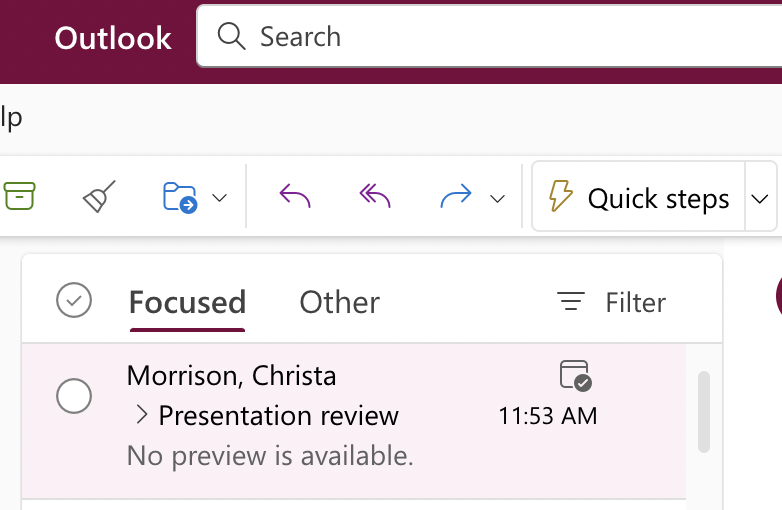 Outlook
Search
lp
Quick steps
Focused Other Filter
Morrison, Christa
Presentation review 11:53 AM
No preview is available.